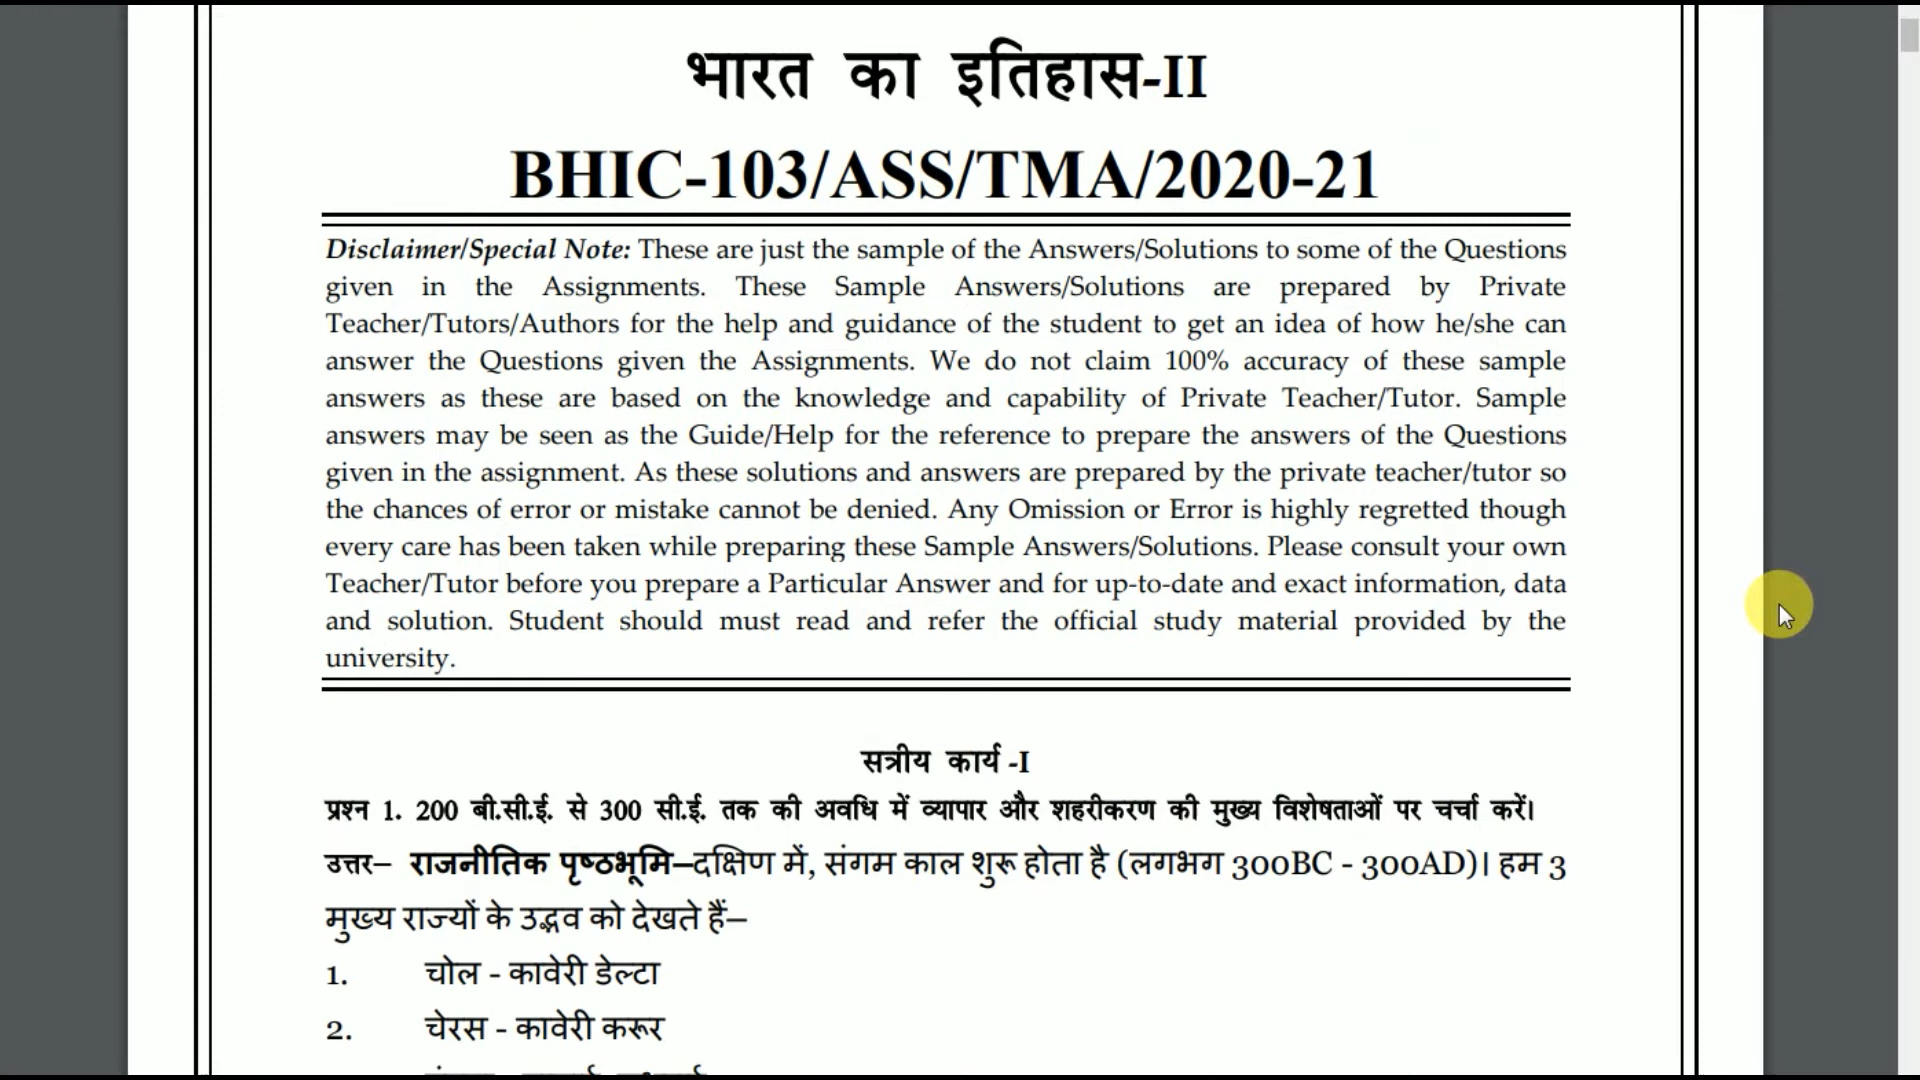 भारत का इतिहास-II
BHIC-103/ASS/TMA/2020-21
Disclaimer/Special Note: These are just the sample of the Answers/Solutions to some of the Questions
given in the Assignments. These Sample Answers/Solutions are prepared by Private
Teacher/Tutors/Authors for the help and guidance of the student to get an idea of how he/she can
answer the Questions given the Assignments. We do not claim 100% accuracy of these sample
answers as these are based on the knowledge and capability of Private Teacher/Tutor. Sample
answers may be seen as the Guide/Help for the reference to prepare the answers of the Questions
given in the assignment. As these solutions and answers are prepared by the private teacher/tutor so
the chances of error or mistake cannot be denied. Any Omission or Error is highly regretted though
every care has been taken while preparing these Sample Answers/Solutions. Please consult your own
Teacher/Tutor before you prepare a Particular Answer and for up-to-date and exact information, data
and solution. Student should must read and refer the official study material provided by the
university.
सत्रीय कार्य -I
प्रश्न 1. 200 बी.सी.ई. से 300 सी.ई. तक की अवधि में व्यापार और शहरीकरण की मुख्य विशेषताओं पर चर्चा करें।
उत्तर– राजनीतिक पृष्ठभूमि–दक्षिण में, संगम काल शुरू होता है (लगभग 300BC - 300AD)। हम 3
मुख्य राज्यों के उद्भव को देखते हैं–
1. चोल - कावेरी डेल्टा
2. चेरस - कावेरी करूर